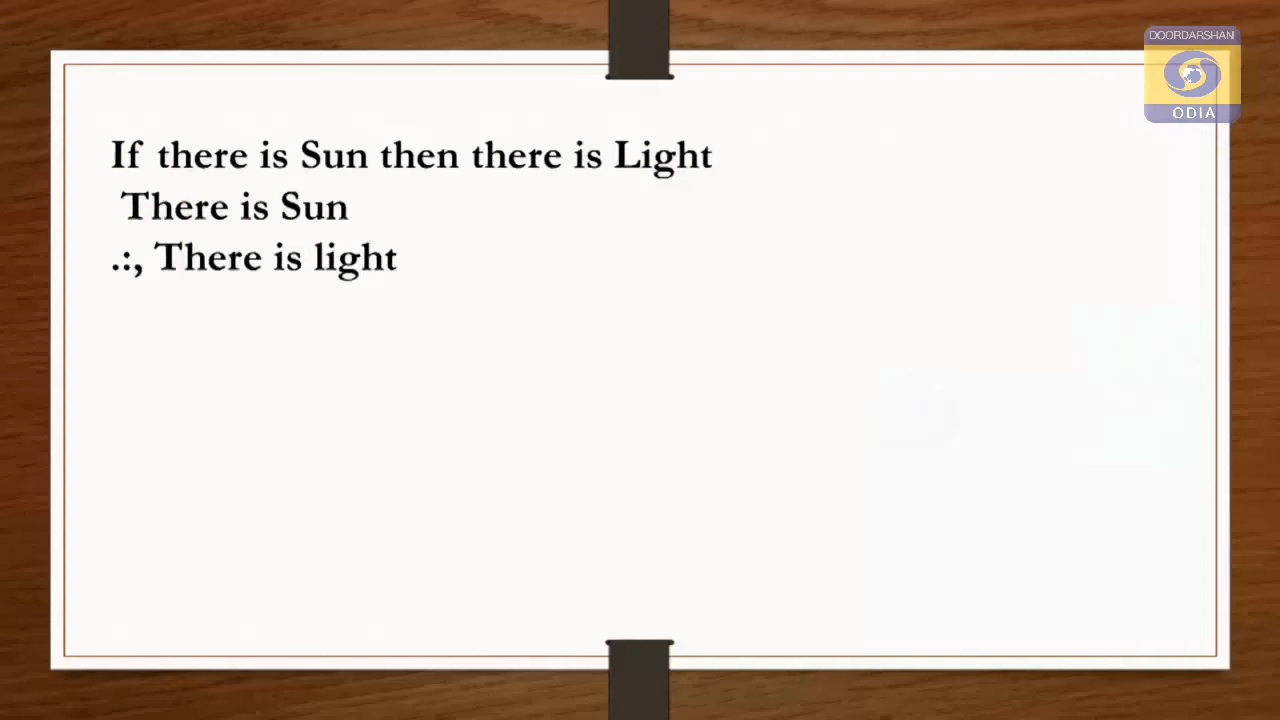 DOORDARSHAN
ODIA
If there is Sun then there is Light
There is Sun
.:, There is light